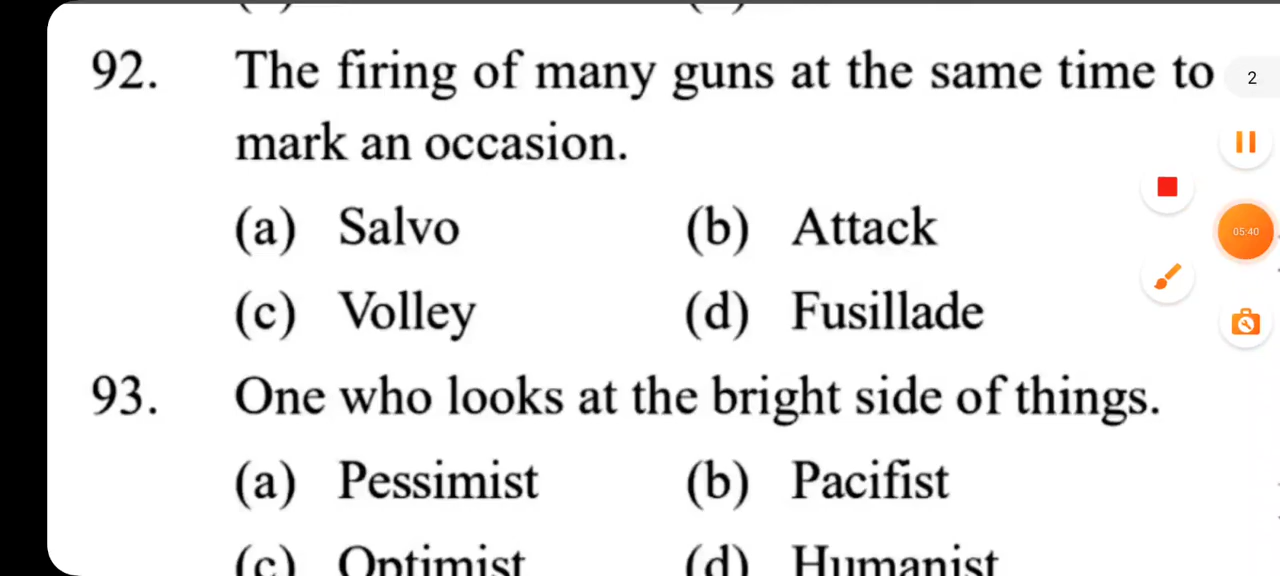 92. The firing of many guns at the same time to
mark an occasion.
(a) Salvo (b) Attack
(c) Volley (d) Fusillade
93. One who looks at the bright side of things.
(a) Pessimist (b) Pacifist
(c) Optimist (d) Humanist
2
05:40